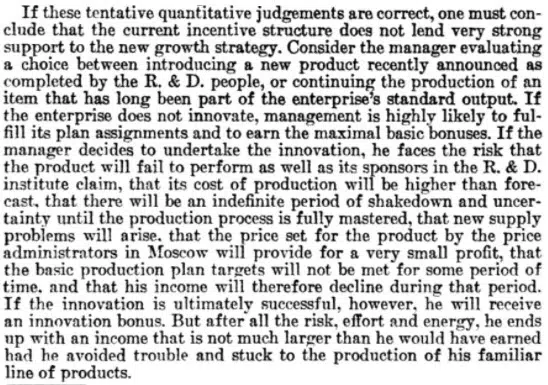 If these tentative quantitative judgements are correct, one must con-
clude that the current incentive structure does not lend very strong
support to the new growth strategy. Consider the manager evaluating
a choice between introducing a new product recently announced as
completed by the R. & D. people, or continuing the production of an
item that has long been part of the enterprise's standard output. If
the enterprise does not innovate, management is highly likely to ful-
fill its plan assignments and to earn the maximal basic bonuses. If the
manager decides to undertake the innovation, he faces the risk that
the product will fail to perform as well as its sponsors in the R. & D.
institute claim, that its cost of production will be higher than fore-
cast, that there will be an indefinite period of shakedown and uncer-
tainty until the production process is fully mastered, that new supply
problems will arise, that the price set for the product by the price
administrators in Moscow will provide for a very small profit, that
the basic production plan targets will not be met for some period of
time, and that his income will therefore decline during that period.
If the innovation is ultimately successful, however, he will receive
an innovation bonus. But after all the risk, effort and energy, he ends
up with an income that is not much larger than he would have earned
had he avoided trouble and stuck to the production of his familiar
line of products.